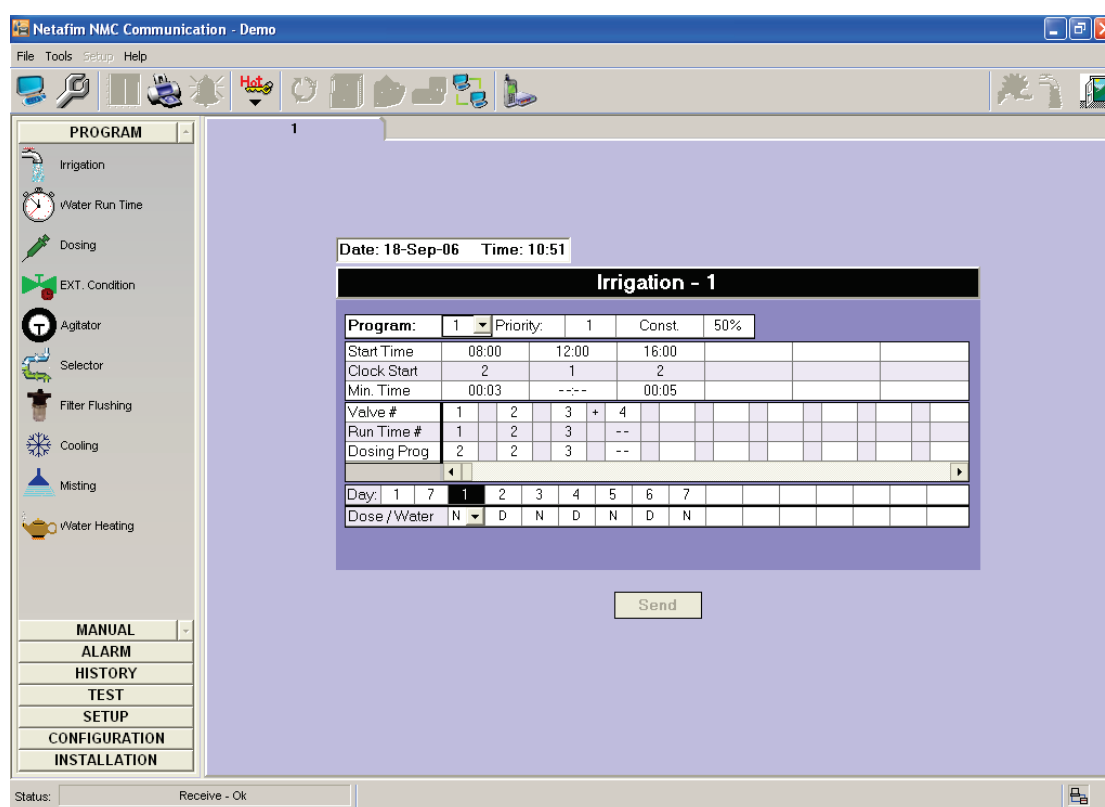 Netafim NMC Communication - Demo
File Tools Setup Help
Hot
PROGRAM
Irrigation
Water Run Time
Dosing
EXT. Condition
Agitator
Selector
Filter Flushing
Cooling
Misting
Water Heating
MANUAL
ALARM
HISTORY
TEST
SETUP
CONFIGURATION
INSTALLATION
1
Date: 18-Sep-06 Time: 10:51
Irrigation - 1
Program: 1 Priority: 1 Const. 50%
Start Time 08:00 12:00 16:00
Clock Start 2 1 2
Min. Time 00:03 --:-- 00:05
Valve # 1 2 3 + 4
Run Time # 1 2 3 --
Dosing Prog 2 2 3 --
Day: 1 7 1 2 3 4 5 6 7
Dose / Water N D N D N D N
Send
Status: Receive - Ok